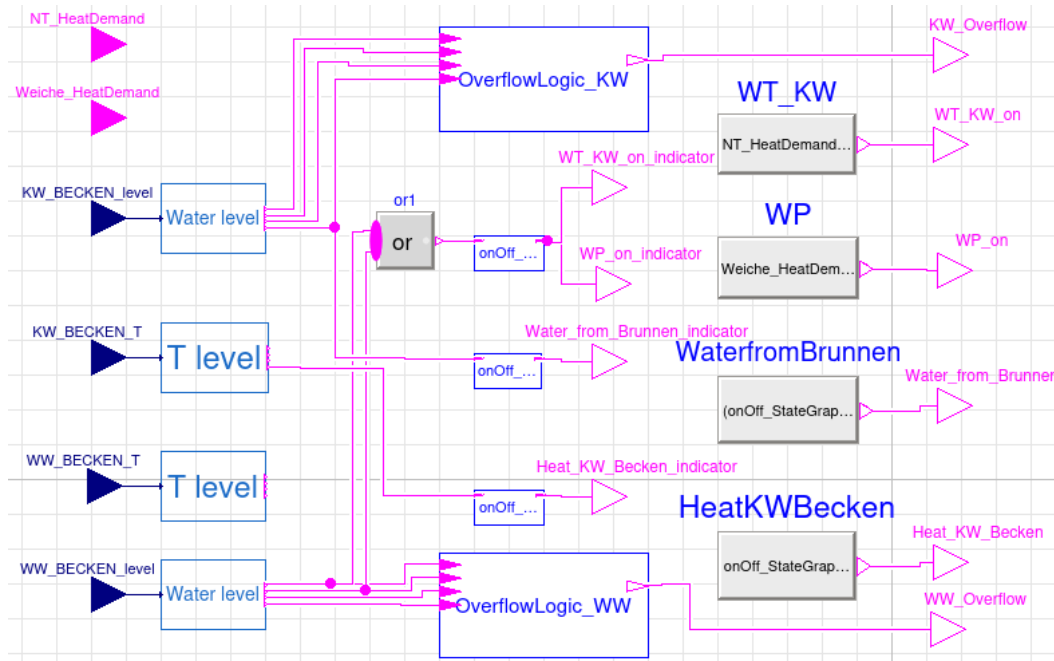 NT_HeatDemand
KW_Overflow
OverflowLogic_KW
WT_KW
Weiche_HeatDemand
WT_KW_on
NT_HeatDemand...
WT_KW_on_indicator
KW_BECKEN_level
Water level
or1
or
onOff_...
WP
WP_on_indicator
WP_on
Weiche_HeatDem...
KW_BECKEN_T
T level
Water_from_Brunnen_indicator
onOff_...
WaterfromBrunnen
Water_from_Brunner
(onOff_StateGrap...
WW_BECKEN_T
T level
Heat_KW_Becken_indicator
onOff_...
HeatKWBecken
Heat_KW_Becken
onOff_StateGrap...
WW_BECKEN_level
Water level
OverflowLogic_WW
WW_Overflow